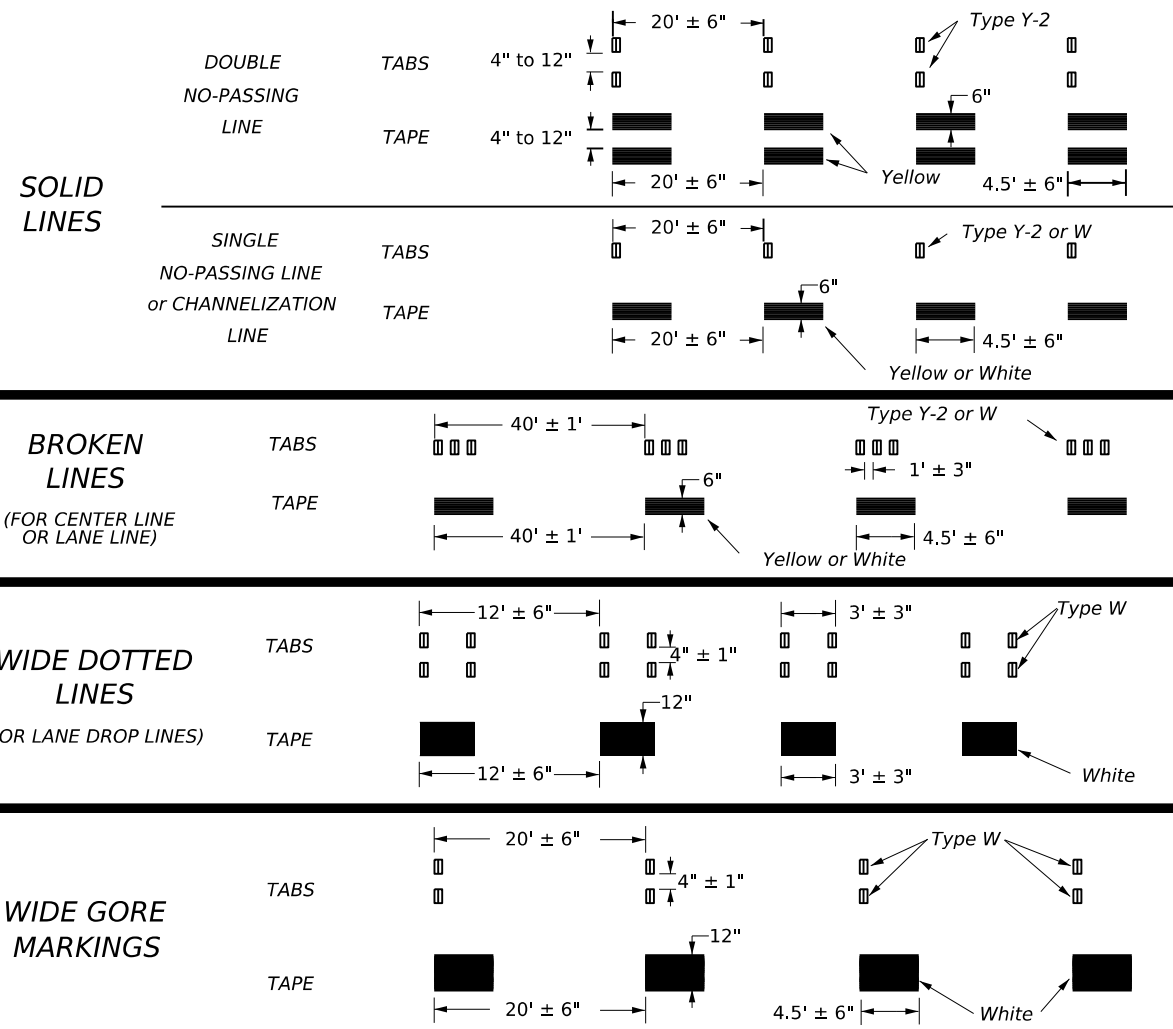 SOLID
LINES
DOUBLE
NO-PASSING
LINE
TABS
20' ± 6"
4" to 12"
Type Y-2
TAPE
4" to 12"
6"
Yellow
20' ± 6"
4.5' ± 6"
SINGLE
NO-PASSING LINE
or CHANNELIZATION
LINE
TABS
20' ± 6"
Type Y-2 or W
TAPE
6"
20' ± 6"
4.5' ± 6"
Yellow or White
BROKEN
LINES
(FOR CENTER LINE
OR LANE LINE)
TABS
40' ± 1'
Type Y-2 or W
1' ± 3"
TAPE
6"
40' ± 1'
4.5' ± 6"
Yellow or White
WIDE DOTTED
LINES
OR LANE DROP LINES)
TABS
12' ± 6"
3' ± 3"
Type W
4" ± 1"
TAPE
12"
12' ± 6"
3' ± 3"
White
WIDE GORE
MARKINGS
TABS
20' ± 6"
Type W
4" ± 1"
TAPE
12"
20' ± 6"
4.5' ± 6"
White